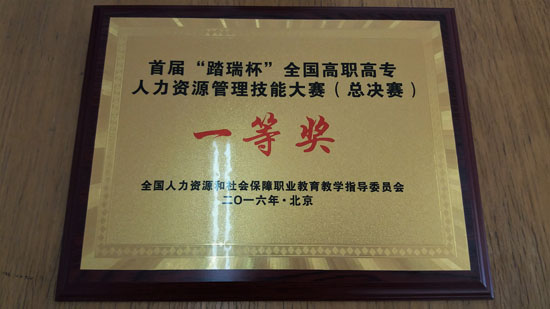 首届“踏瑞杯”全国高职高专
人力资源管理技能大赛（总决赛）
一等奖
全国人力资源和社会保障职业教育教学指导委员会
二〇一六年·北京